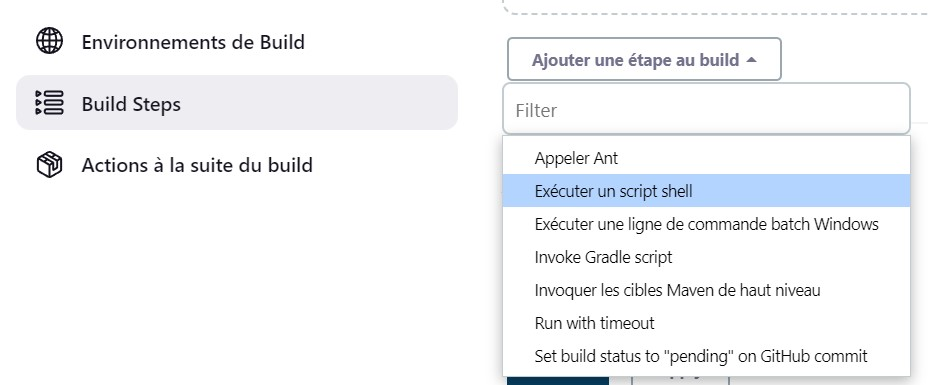 Environnements de Build
Build Steps
Actions à la suite du build
Ajouter une étape au build
Filter
Appeler Ant
Exécuter un script shell
Exécuter une ligne de commande batch Windows
Invoke Gradle script
Invoquer les cibles Maven de haut niveau
Run with timeout
Set build status to "pending" on GitHub commit